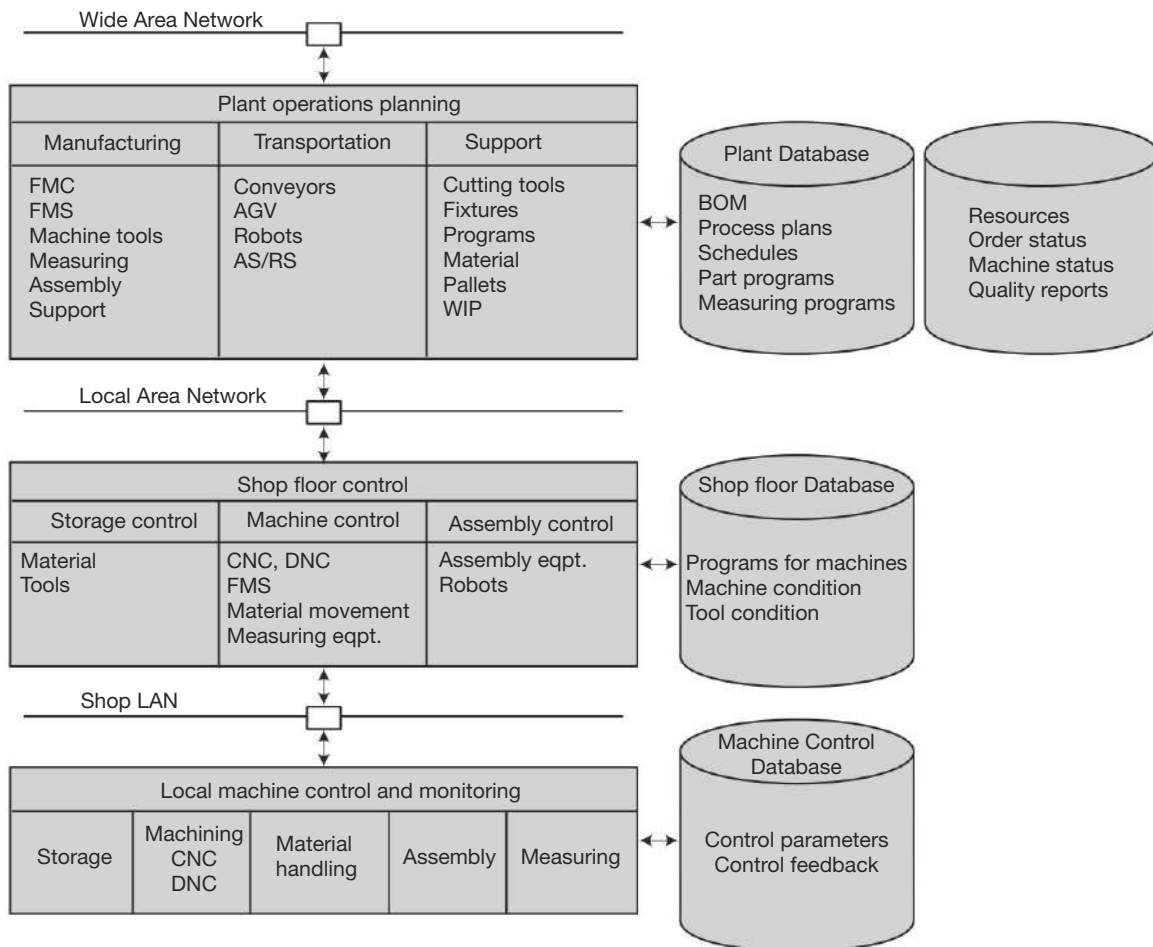 Wide Area Network
Plant operations planning
Manufacturing
FMC
FMS
Machine tools
Measuring
Assembly
Support
Transportation
Conveyors
AGV
Robots
AS/RS
Support
Cutting tools
Fixtures
Programs
Material
Pallets
WIP
Plant Database
BOM
Process plans
Schedules
Part programs
Measuring programs
Resources
Order status
Machine status
Quality reports
Local Area Network
Shop floor control
Storage control
Material
Tools
Machine control
CNC, DNC
FMS
Material movement
Measuring eqpt.
Assembly control
Assembly eqpt.
Robots
Shop floor Database
Programs for machines
Machine condition
Tool condition
Shop LAN
Local machine control and monitoring
Storage
Machining
CNC
DNC
Material
handling
Assembly
Measuring
Machine Control
Database
Control parameters
Control feedback